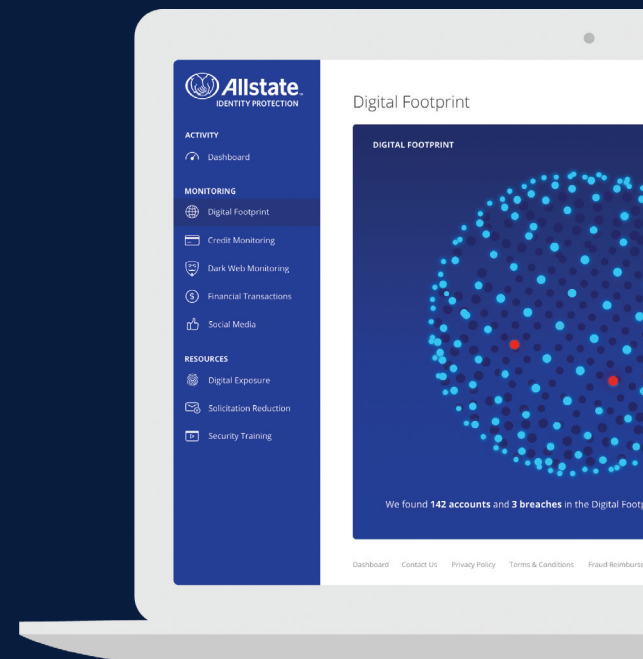 Allstate
IDENTITY PROTECTION
ACTIVITY
Dashboard
MONITORING
Digital Footprint
Credit Monitoring
Dark Web Monitoring
Financial Transactions
Social Media
RESOURCES
Digital Exposure
Solicitation Reduction
Security Training
Digital Footprint
DIGITAL FOOTPRINT
We found 142 accounts and 3 breaches in the Digital Footp
Dashboard Contact Us Privacy Policy Terms & Conditions Fraud Reimburse